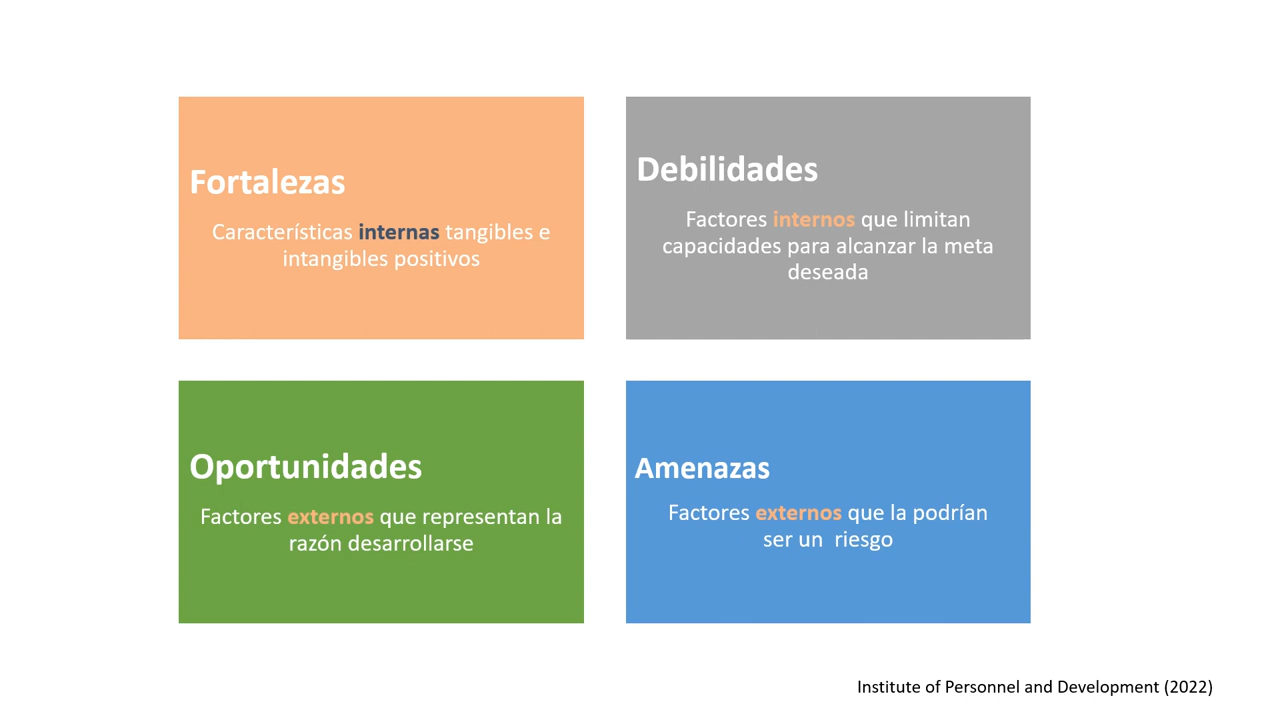 Fortalezas
Características internas tangibles e
intangibles positivos
Debilidades
Factores internos que limitan
capacidades para alcanzar la meta
deseada
Oportunidades
Factores externos que representan la
razón desarrollarse
Amenazas
Factores externos que la podrían
ser un  riesgo
Institute of Personnel and Development (2022)